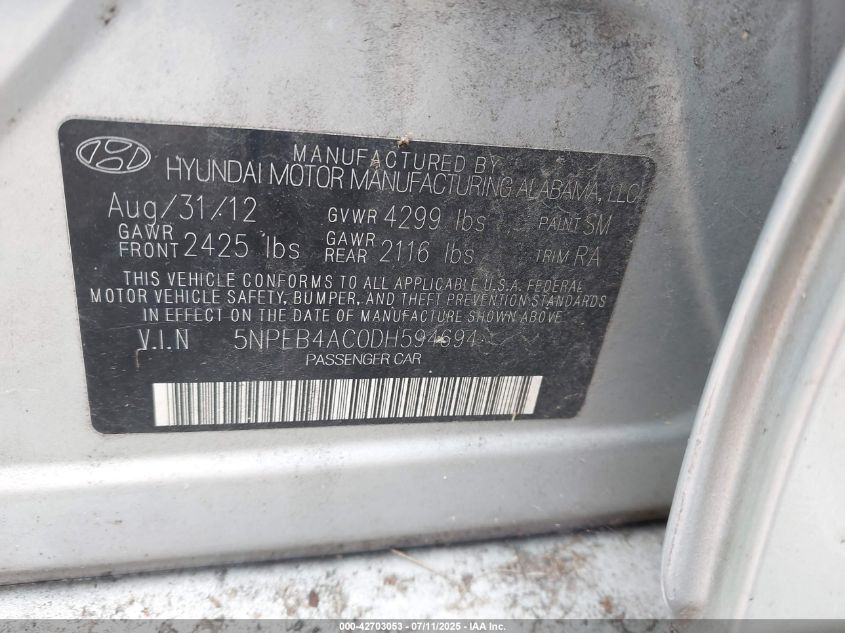 MANUFACTURED BY
HYUNDAI MOTOR MANUFACTURING ALABAMA, LLC
Aug/31/12 GVWR 4299 lbs PAINT SM
GAWR FRONT 2425 lbs GAWR REAR 2116 lbs TRIM RA
THIS VEHICLE CONFORMS TO ALL APPLICABLE U.S.A. FEDERAL
MOTOR VEHICLE SAFETY, BUMPER, AND THEFT PREVENTION STANDARDS
IN EFFECT ON THE DATE OF MANUFACTURE SHOWN ABOVE.
V.I.N 5NPEB4AC0DH594694
PASSENGER CAR
000-42703053 - 07/11/2025 - IAA Inc.